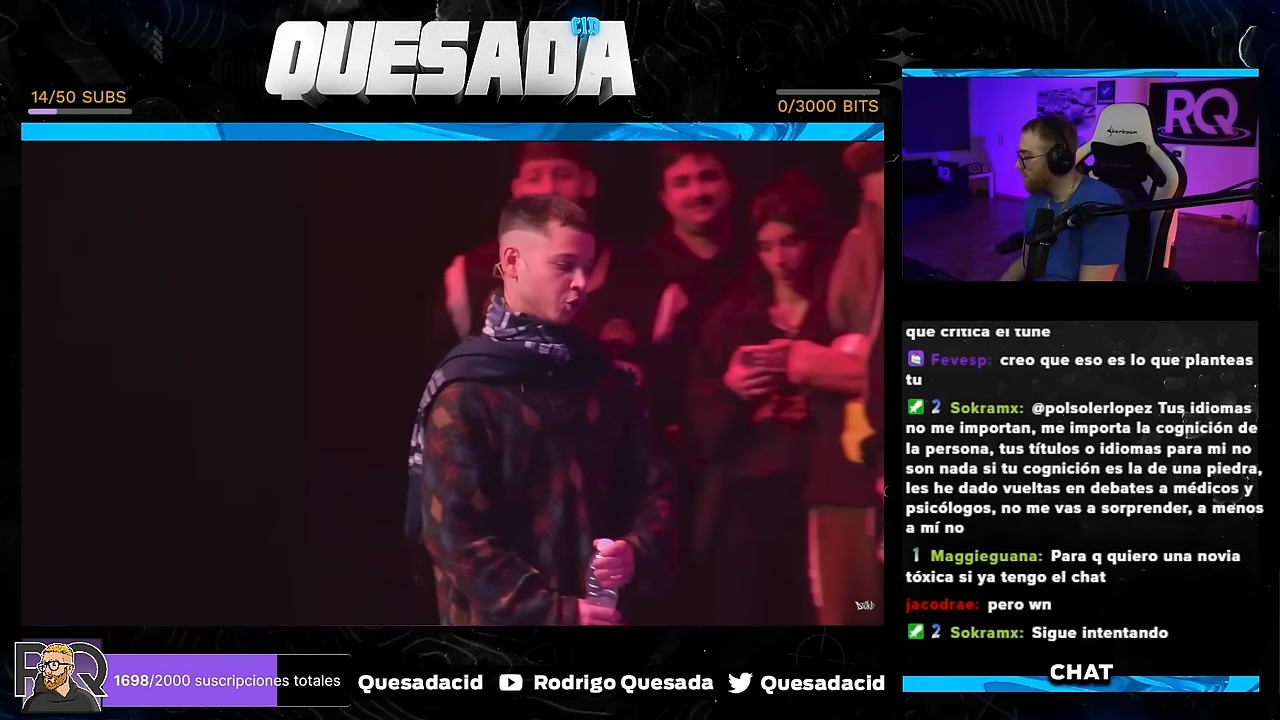 CID
QUESADA
14/50 SUBS
0/3000 BITS
RQ
sharkoon
que critica el tune
Fevesp: creo que eso es lo que planteas
tu
2 Sokramx: @polsolerlopez Tus idiomas
no me importan, me importa la cognición de
la persona, tus títulos o idiomas para mi no
son nada si tu cognición es la de una piedra,
les he dado vueltas en debates a médicos y
psicólogos, no me vas a sorprender, a menos
a mí no
1 Maggieguana: Para q quiero una novia
tóxica si ya tengo el chat
jacodrae: pero wn
2 Sokramx: Sigue intentando
CHAT
RQ
1698/2000 suscripciones totales
Quesadacid
Rodrigo Quesada
Quesadacid